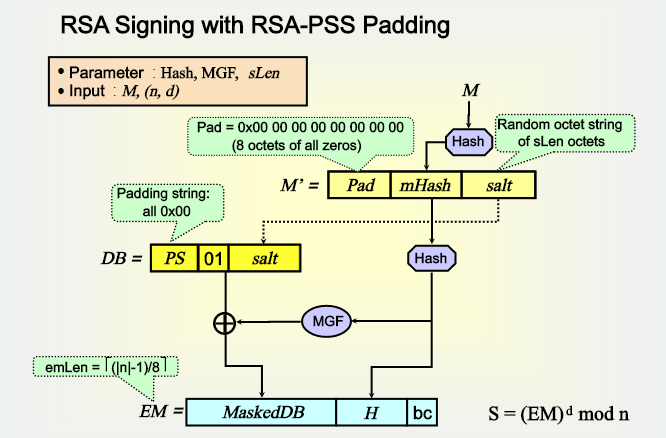 RSA Signing with RSA-PSS Padding
• Parameter : Hash, MGF, sLen
• Input : M, (n, d)
M
Pad = 0x00 00 00 00 00 00 00 00
(8 octets of all zeros)
Hash
Random octet string
of sLen octets
M' = Pad mHash salt
Padding string:
all 0x00
DB = PS 01 salt
Hash
MGF
emLen = ⌈(|n|-1)/8⌉
EM = MaskedDB H bc
S = (EM)ᵈ mod n